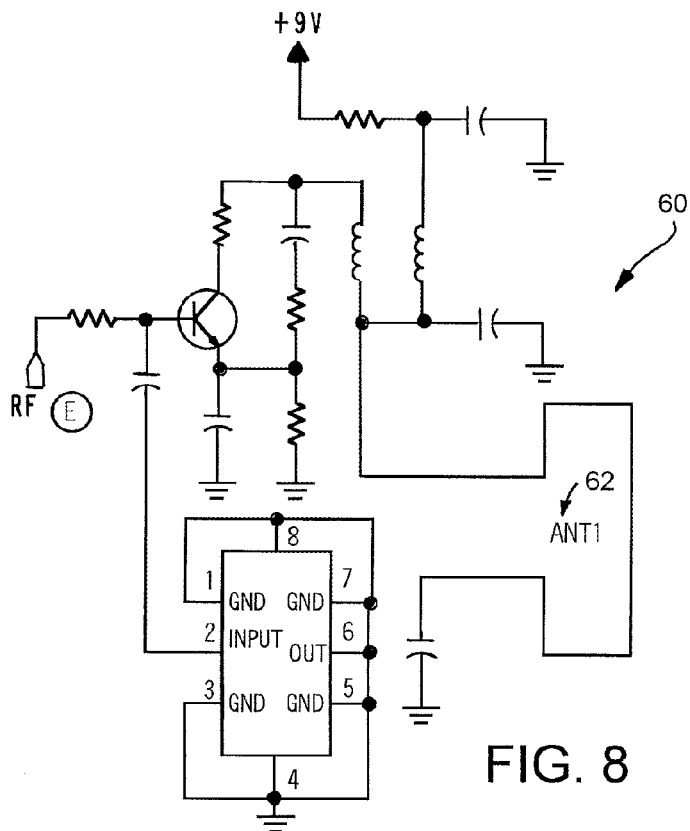 +9V
60
RF E
62
ANT1
8
1 GND GND 7
2 INPUT OUT 6
3 GND GND 5
4
FIG. 8